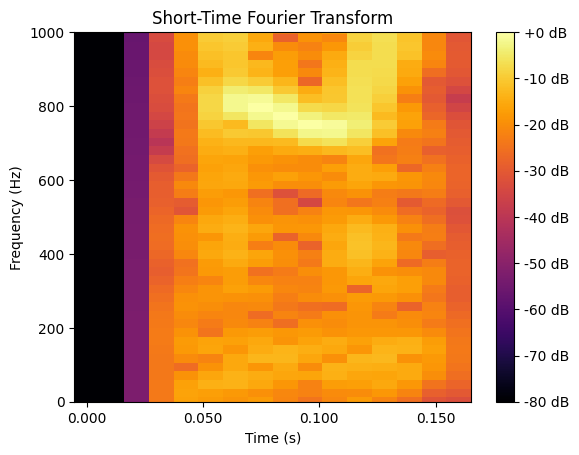 Short-Time Fourier Transform
1000
800
600
400
200
0
Frequency (Hz)
0.000
0.050
0.100
0.150
Time (s)
+0 dB
-10 dB
-20 dB
-30 dB
-40 dB
-50 dB
-60 dB
-70 dB
-80 dB